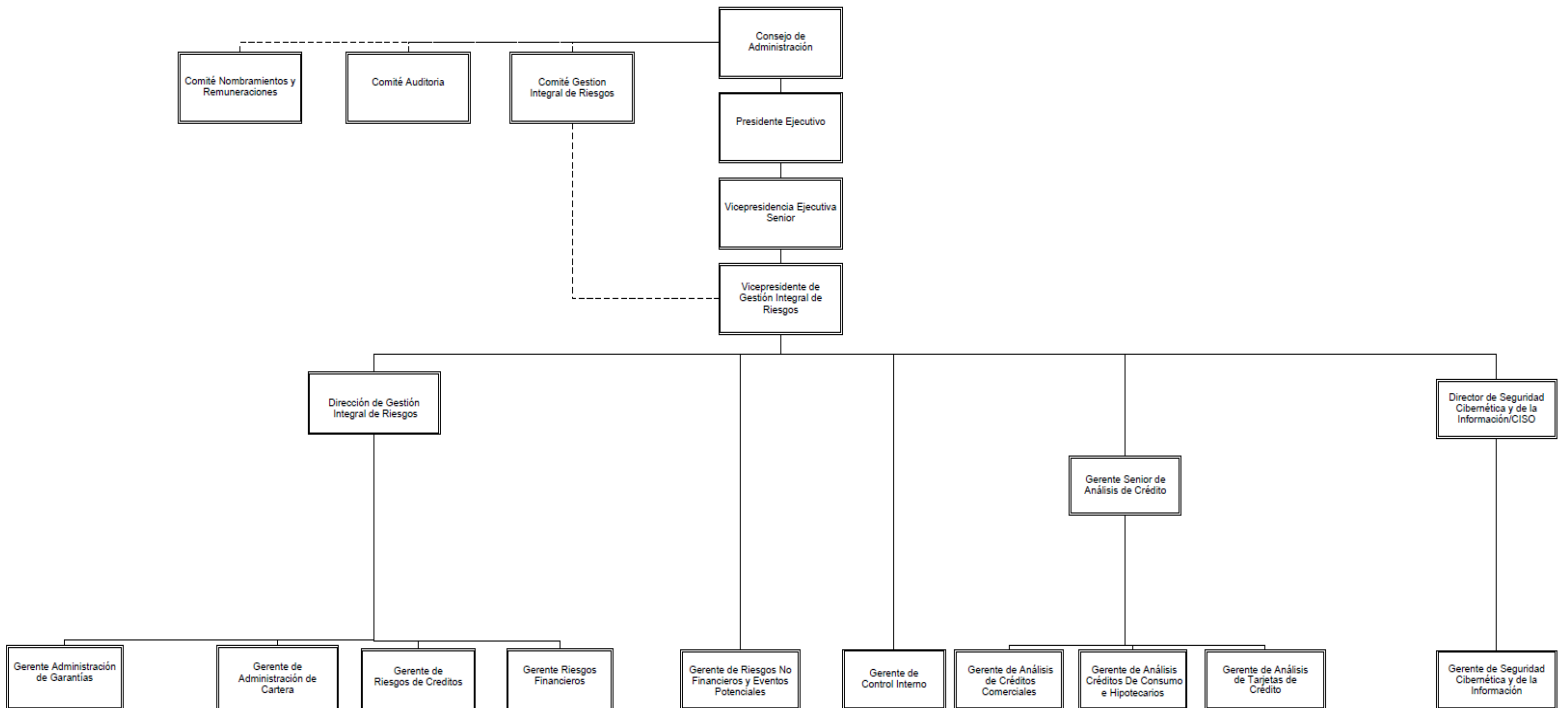 Consejo de
Administración
Comité Nombramientos y
Remuneraciones
Comité Auditoria
Comité Gestion
Integral de Riesgos
Presidente Ejecutivo
Vicepresidencia Ejecutiva
Senior
Vicepresidente de
Gestión Integral de
Riesgos
Dirección de Gestión
Integral de Riesgos
Director de Seguridad
Cibernética y de la
Información/CISO
Gerente Senior de
Análisis de Crédito
Gerente Administración
de Garantías
Gerente de
Administración de
Cartera
Gerente de
Riesgos de Creditos
Gerente Riesgos
Financieros
Gerente de Riesgos No
Financieros y Eventos
Potenciales
Gerente de
Control Interno
Gerente de Análisis
de Créditos
Comerciales
Gerente de Análisis
Créditos De Consumo
e Hipotecarios
Gerente de Análisis
de Tarjetas de
Crédito
Gerente de Seguridad
Cibernética y de la
Información